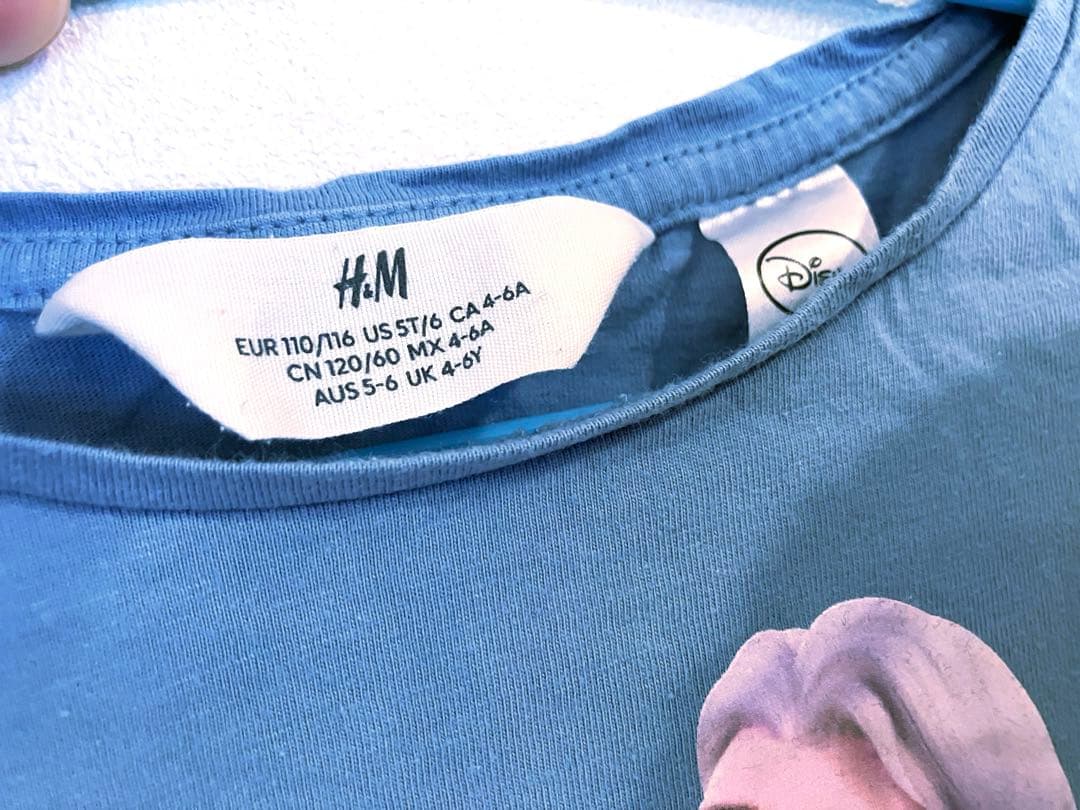 H&M
EUR 110/116 US 5T/6 CA 4-6A
CN 120/60 MX 4-6A
AUS 5-6 UK 4-6Y